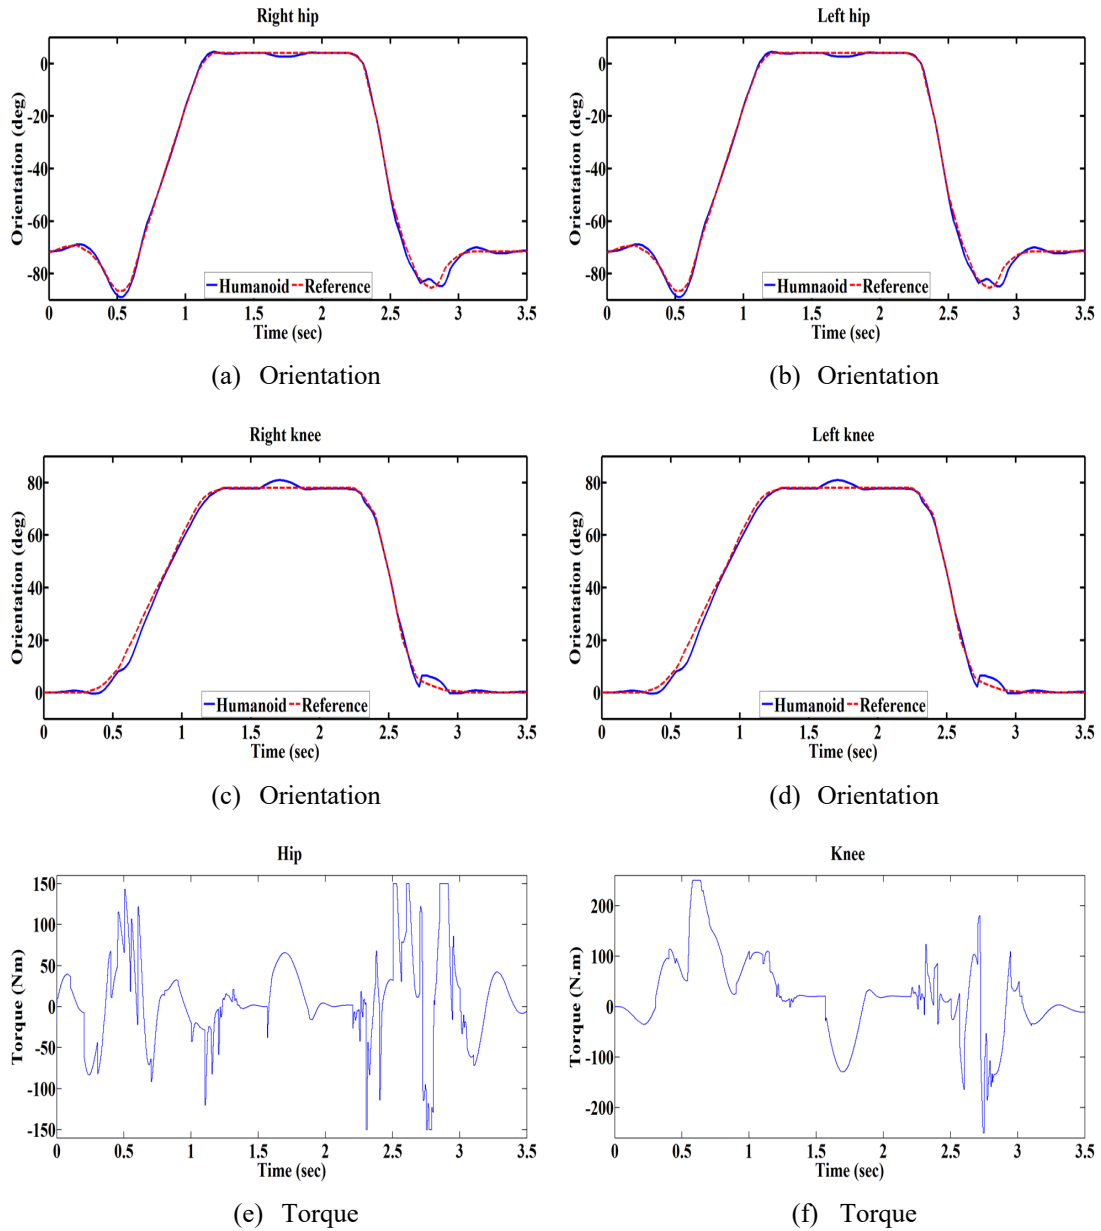 Right hip
Left hip
Orientation (deg)
0
-20
-40
-60
-80
Humanoid Reference
0 0.5 1 1.5 2 2.5 3 3.5
Time (sec)
Orientation (deg)
0
-20
-40
-60
-80
Humnaoid Reference
0 0.5 1 1.5 2 2.5 3 3.5
Time (sec)
(a) Orientation
(b) Orientation
Right knee
Left knee
Orientation (deg)
80
60
40
20
0
Humanoid Reference
0 0.5 1 1.5 2 2.5 3 3.5
Time (sec)
Orientation (deg)
80
60
40
20
0
Humanoid Reference
0 0.5 1 1.5 2 2.5 3 3.5
Time (sec)
(c) Orientation
(d) Orientation
Hip
Knee
Torque (Nm)
150
100
50
0
-50
-100
-150
0 0.5 1 1.5 2 2.5 3 3.5
Time (sec)
Torque (N.m)
200
100
0
-100
-200
0 0.5 1 1.5 2 2.5 3 3.5
Time (sec)
(e) Torque
(f) Torque